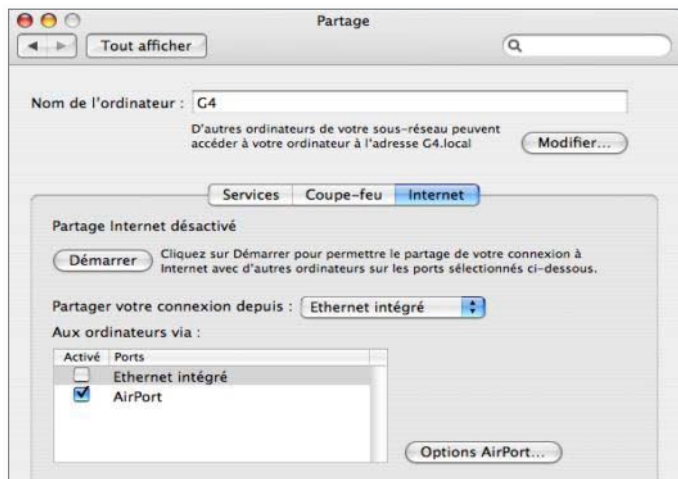 Partage
Tout afficher
Nom de l'ordinateur : G4
D'autres ordinateurs de votre sous-réseau peuvent
accéder à votre ordinateur à l'adresse G4.local
Modifier...
Services Coupe-feu Internet
Partage Internet désactivé
Démarrer
Cliquez sur Démarrer pour permettre le partage de votre connexion à
Internet avec d'autres ordinateurs sur les ports sélectionnés ci-dessous.
Partager votre connexion depuis : Ethernet intégré
Aux ordinateurs via :
Activé Ports
Ethernet intégré
AirPort
Options AirPort...